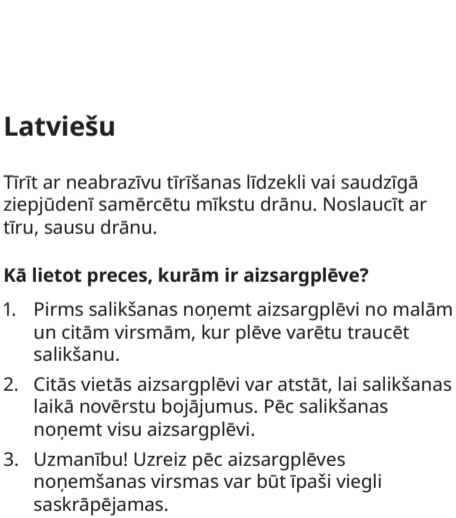 Latviešu
Tīrīt ar neabrazīvu tīrīšanas līdzekli vai saudzīgā
ziepjūdenī samērcētu mīkstu drānu. Noslaucīt ar
tīru, sausu drānu.
Kā lietot preces, kurām ir aizsargplēve?
1. Pirms salikšanas noņemt aizsargplēvi no malām
un citām virsmām, kur plēve varētu traucēt
salikšanu.
2. Citās vietās aizsargplēvi var atstāt, lai salikšanas
laikā novērstu bojājumus. Pēc salikšanas
noņemt visu aizsargplēvi.
3. Uzmanību! Uzreiz pēc aizsargplēves
noņemšanas virsmas var būt īpaši viegli
saskrāpējamas.